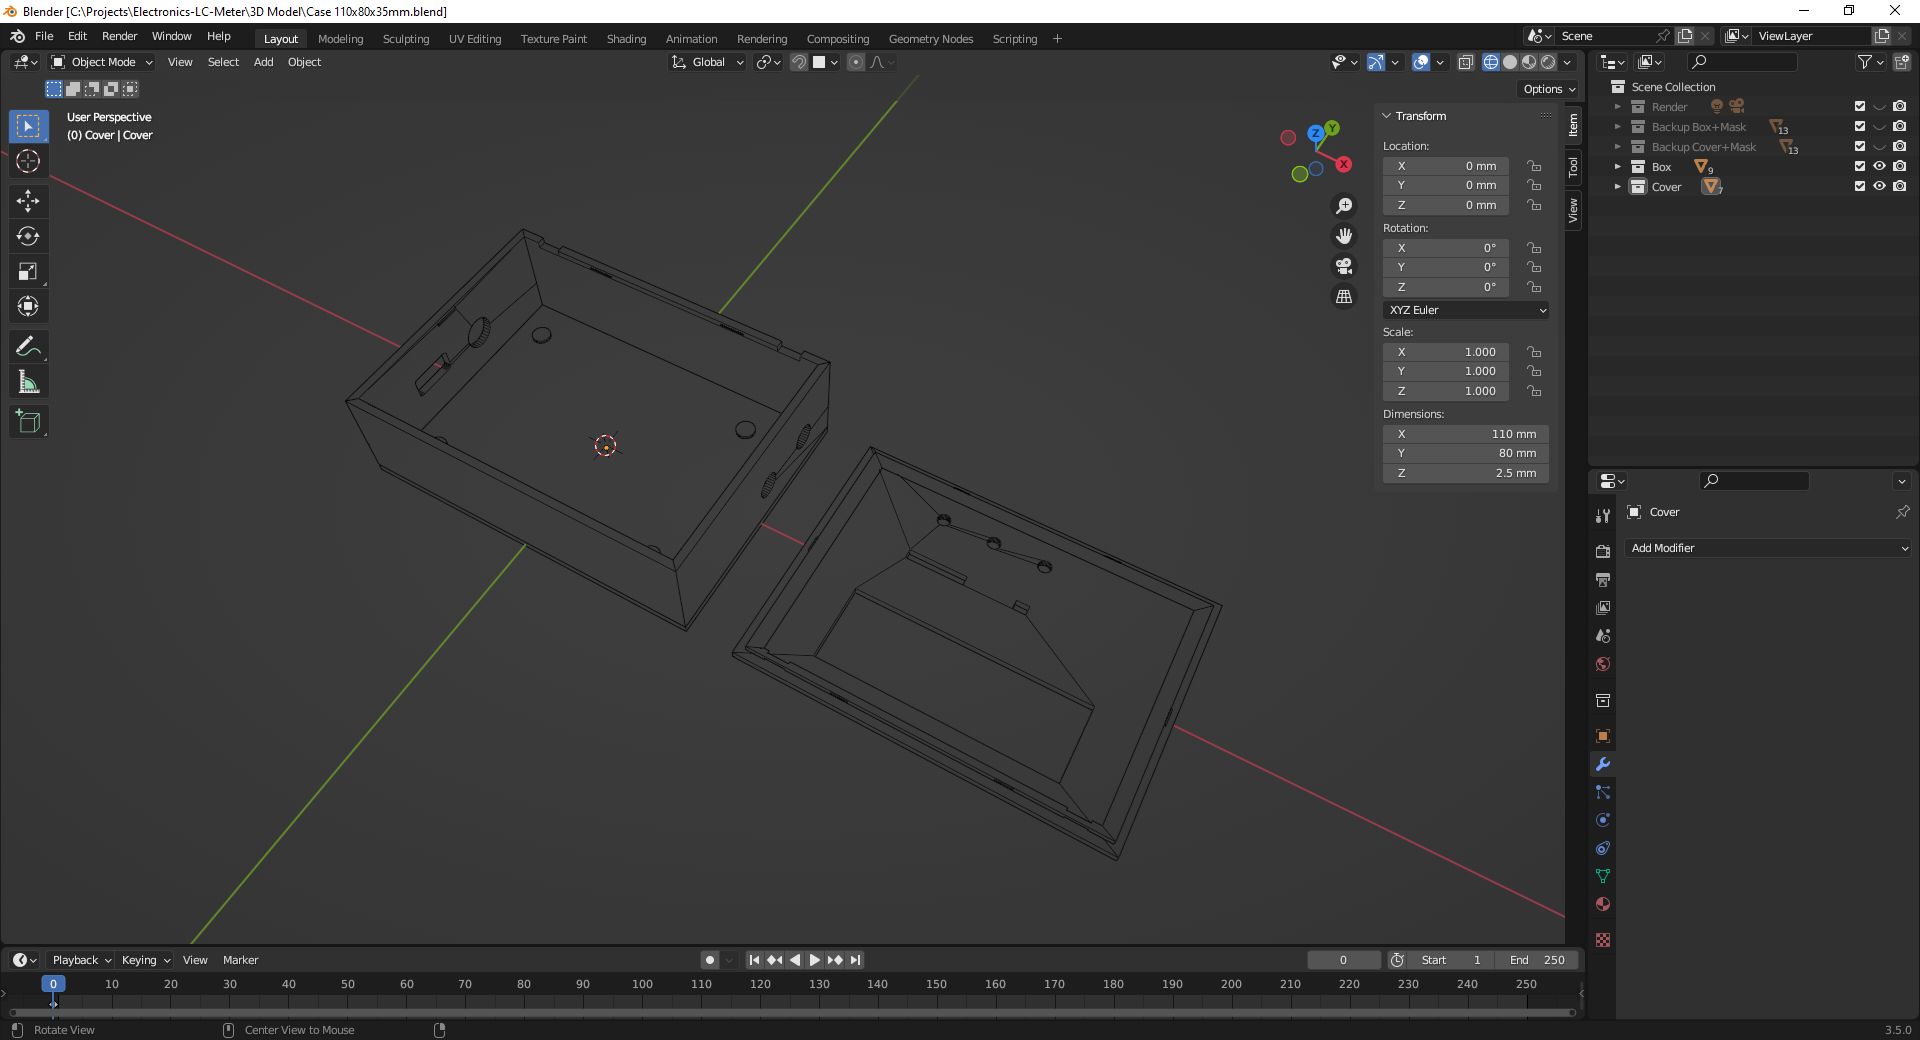 Blender [C:\Projects\Electronics-LC-Meter\3D Model\Case 110x80x35mm.blend]
File Edit Render Window Help Layout Modeling Sculpting UV Editing Texture Paint Shading Animation Rendering Compositing Geometry Nodes Scripting + Scene ViewLayer
Object Mode View Select Add Object Global
Options
User Perspective
(0) Cover | Cover
Z
Y
X
Transform
Location:
X 0 mm
Y 0 mm
Z 0 mm
Rotation:
X 0°
Y 0°
Z 0°
XYZ Euler
Scale:
X 1.000
Y 1.000
Z 1.000
Dimensions:
X 110 mm
Y 80 mm
Z 2.5 mm
Item
Tool
View
Scene Collection
Render
Backup Box+Mask 13
Backup Cover+Mask 13
Box 9
Cover 7
Cover
Add Modifier
Playback Keying View Marker 0 Start 1 End 250
0 10 20 30 40 50 60 70 80 90 100 110 120 130 140 150 160 170 180 190 200 210 220 230 240 250
Rotate View Center View to Mouse 3.5.0